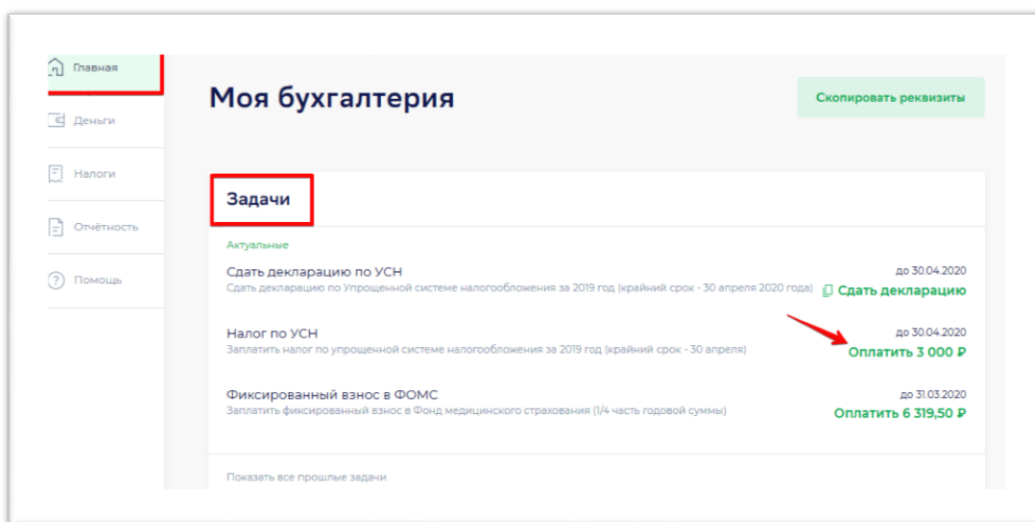 Главная
Деньги
Налоги
Отчётность
Помощь
Моя бухгалтерия
Скопировать реквизиты
Задачи
Актуальные
Сдать декларацию по УСН
до 30.04.2020
Сдать декларацию по Упрощенной системе налогообложения за 2019 год (крайний срок - 30 апреля 2020 года)
Сдать декларацию
Налог по УСН
до 30.04.2020
Заплатить налог по упрощенной системе налогообложения за 2019 год (крайний срок - 30 апреля)
Оплатить 3 000 ₽
Фиксированный взнос в ФОМС
до 31.03.2020
Заплатить фиксированный взнос в Фонд медицинского страхования (1/4 часть годовой суммы)
Оплатить 6 319,50 ₽
Показать все прошлые задачи